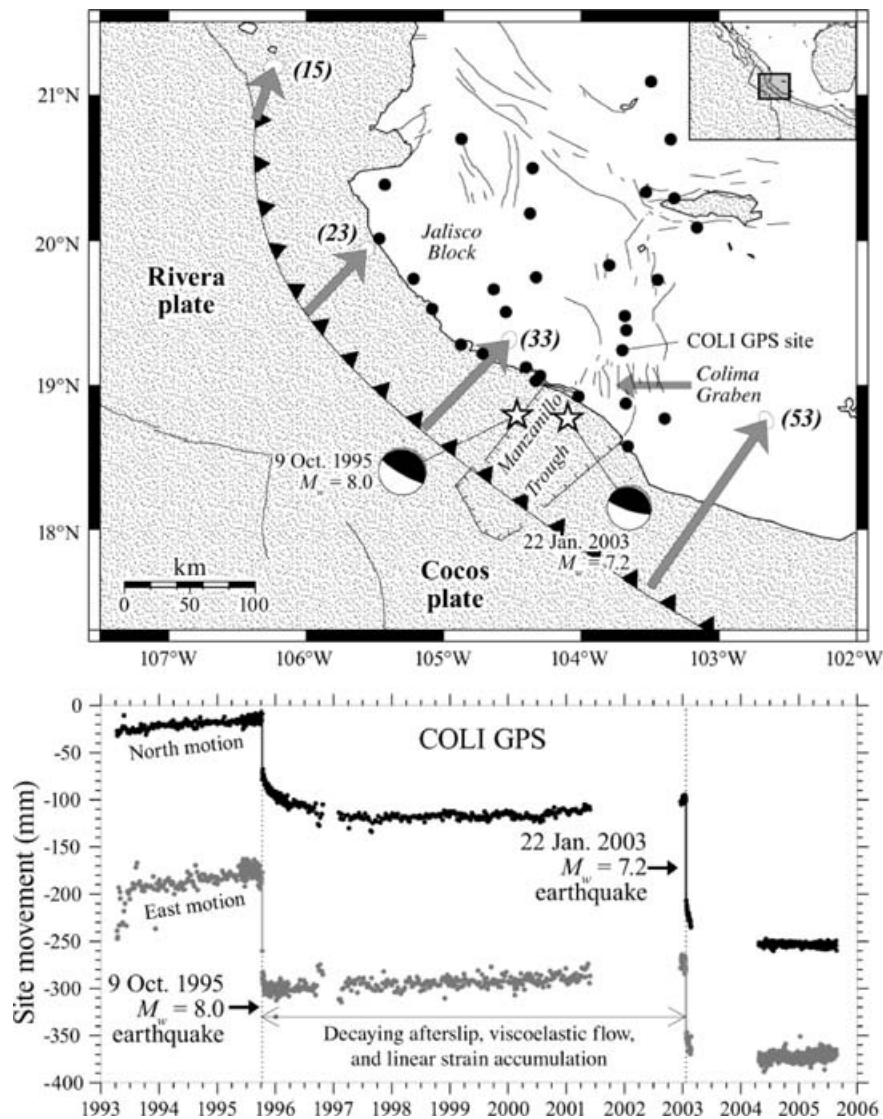 21°N
20°N
19°N
18°N
(15)
(23)
Jalisco
Block
Rivera
plate
(33)
COLI GPS site
Colima
Graben
(53)
Manzanillo
Trough
9 Oct. 1995
Mw = 8.0
22 Jan. 2003
Mw = 7.2
Cocos
plate
km
0 50 100
107°W 106°W 105°W 104°W 103°W 102°W
Site movement (mm)
0
-50
-100
-150
-200
-250
-300
-350
-400
COLI GPS
North motion
East motion
22 Jan. 2003
Mw = 7.2
earthquake
9 Oct. 1995
Mw = 8.0
earthquake
Decaying afterslip, viscoelastic flow,
and linear strain accumulation
1993 1994 1995 1996 1997 1998 1999 2000 2001 2002 2003 2004 2005 2006